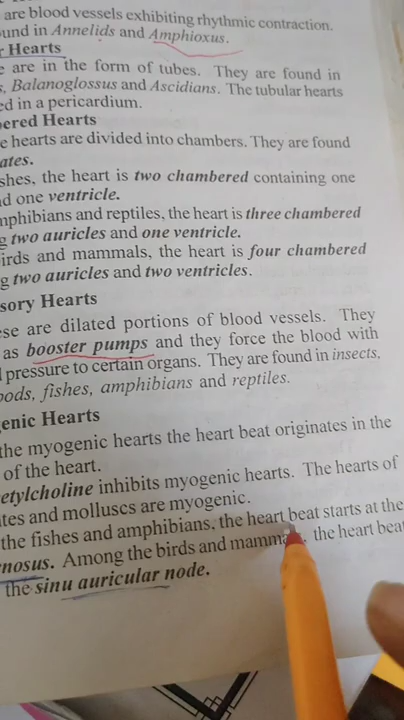 are blood vessels exhibiting rhythmic contraction.
und in Annelids and Amphioxus.
r Hearts
e are in the form of tubes. They are found in
s, Balanoglossus and Ascidians. The tubular hearts
ed in a pericardium.
bered Hearts
e hearts are divided into chambers. They are found
ates.
shes, the heart is two chambered containing one
d one ventricle.
mphibians and reptiles, the heart is three chambered
g two auricles and one ventricle.
irds and mammals, the heart is four chambered
g two auricles and two ventricles.
sory Hearts
ese are dilated portions of blood vessels. They
as booster pumps and they force the blood with
l pressure to certain organs. They are found in insects,
pods, fishes, amphibians and reptiles.
genic Hearts
the myogenic hearts the heart beat originates in the
of the heart.
etylcholine inhibits myogenic hearts. The hearts of
tes and molluscs are myogenic.
the fishes and amphibians, the heart beat starts at the
nosus. Among the birds and mamma the heart beat
the sinu auricular node.